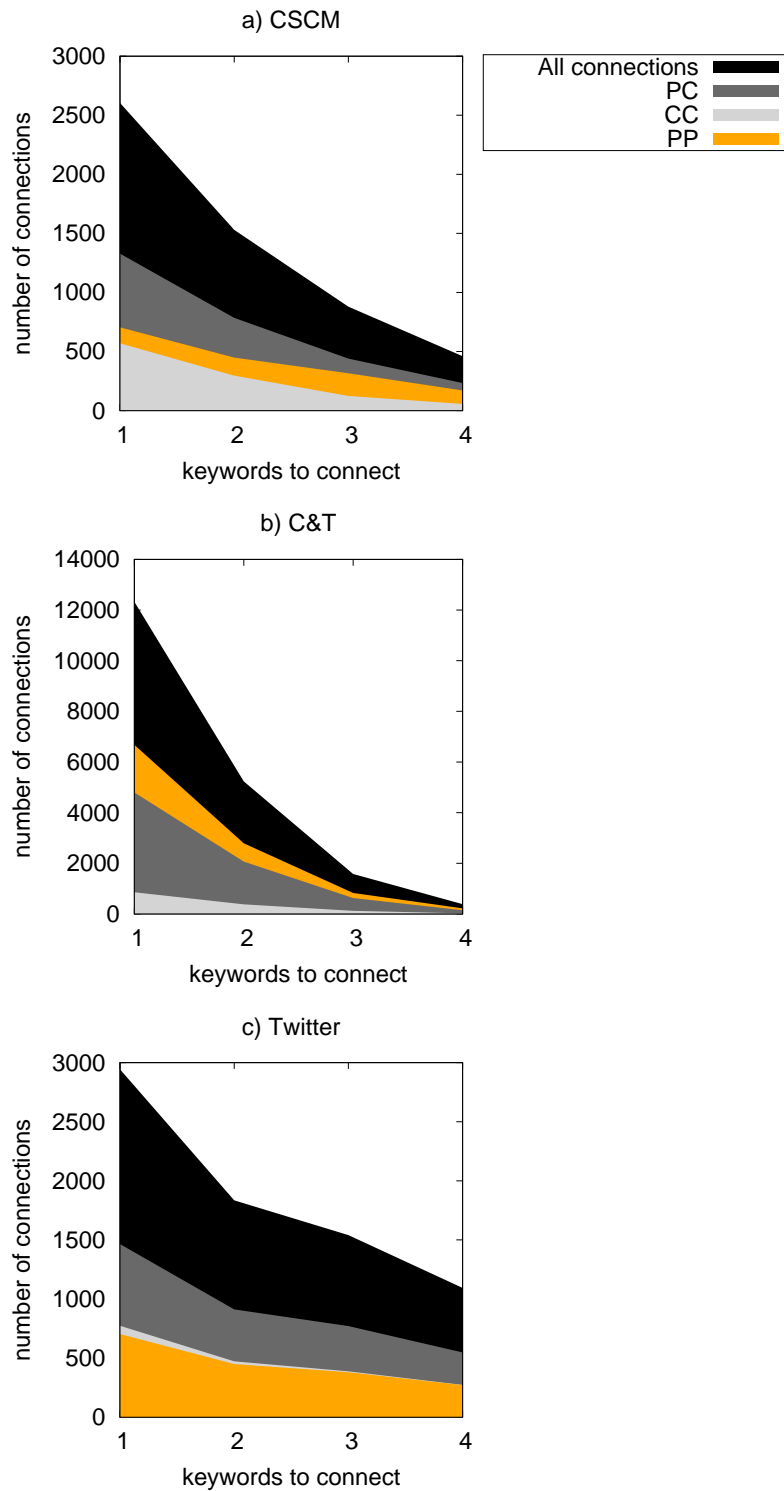 a) CSCM
3000
2500
2000
1500
1000
500
0
number of connections
1 2 3 4
keywords to connect
All connections
PC
CC
PP
b) C&T
14000
12000
10000
8000
6000
4000
2000
0
number of connections
1 2 3 4
keywords to connect
c) Twitter
3000
2500
2000
1500
1000
500
0
number of connections
1 2 3 4
keywords to connect